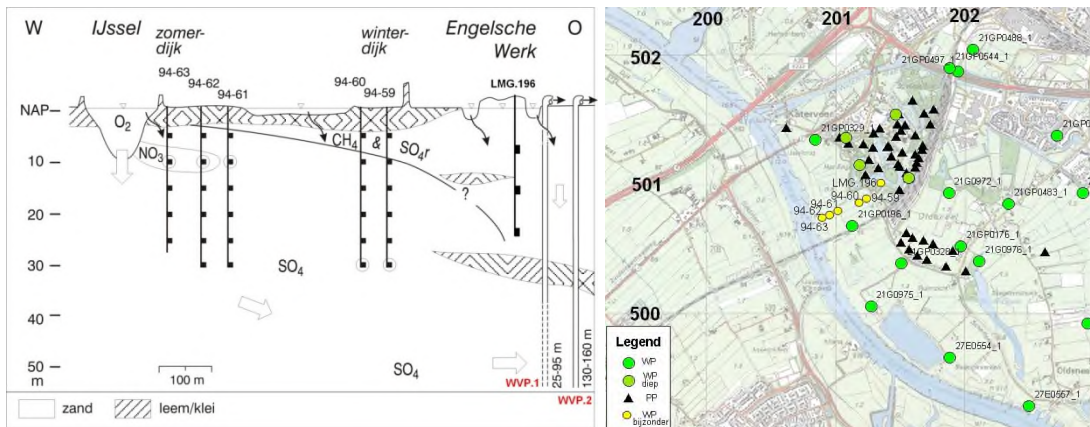 W
IJssel
zomer-
dijk
winter-
dijk
Engelsche
Werk
O
94-63
94-62
94-61
94-60
94-59
LMG.196
NAP
O2
NO3
CH4 & SO4r
10
?
20
30
SO4
40
50
m
SO4
100 m
WVP.1
25-95 m
130-160 m
WVP.2
zand
leem/klei
200
201
202
502
501
500
21GP0488_1
21GP0497_1
21GP0544_1
21GP0329_1
LMG 196
94-60
94-59
94-61
94-62
94-63
21GP0186_1
21G0972_1
21GP0483_1
21GP0176_1
21G0976_1
21GP0328_1
21G0975_1
27E0554_1
27E0557_1
Legend
WP
WP
diep
PP
WP
bijzonder